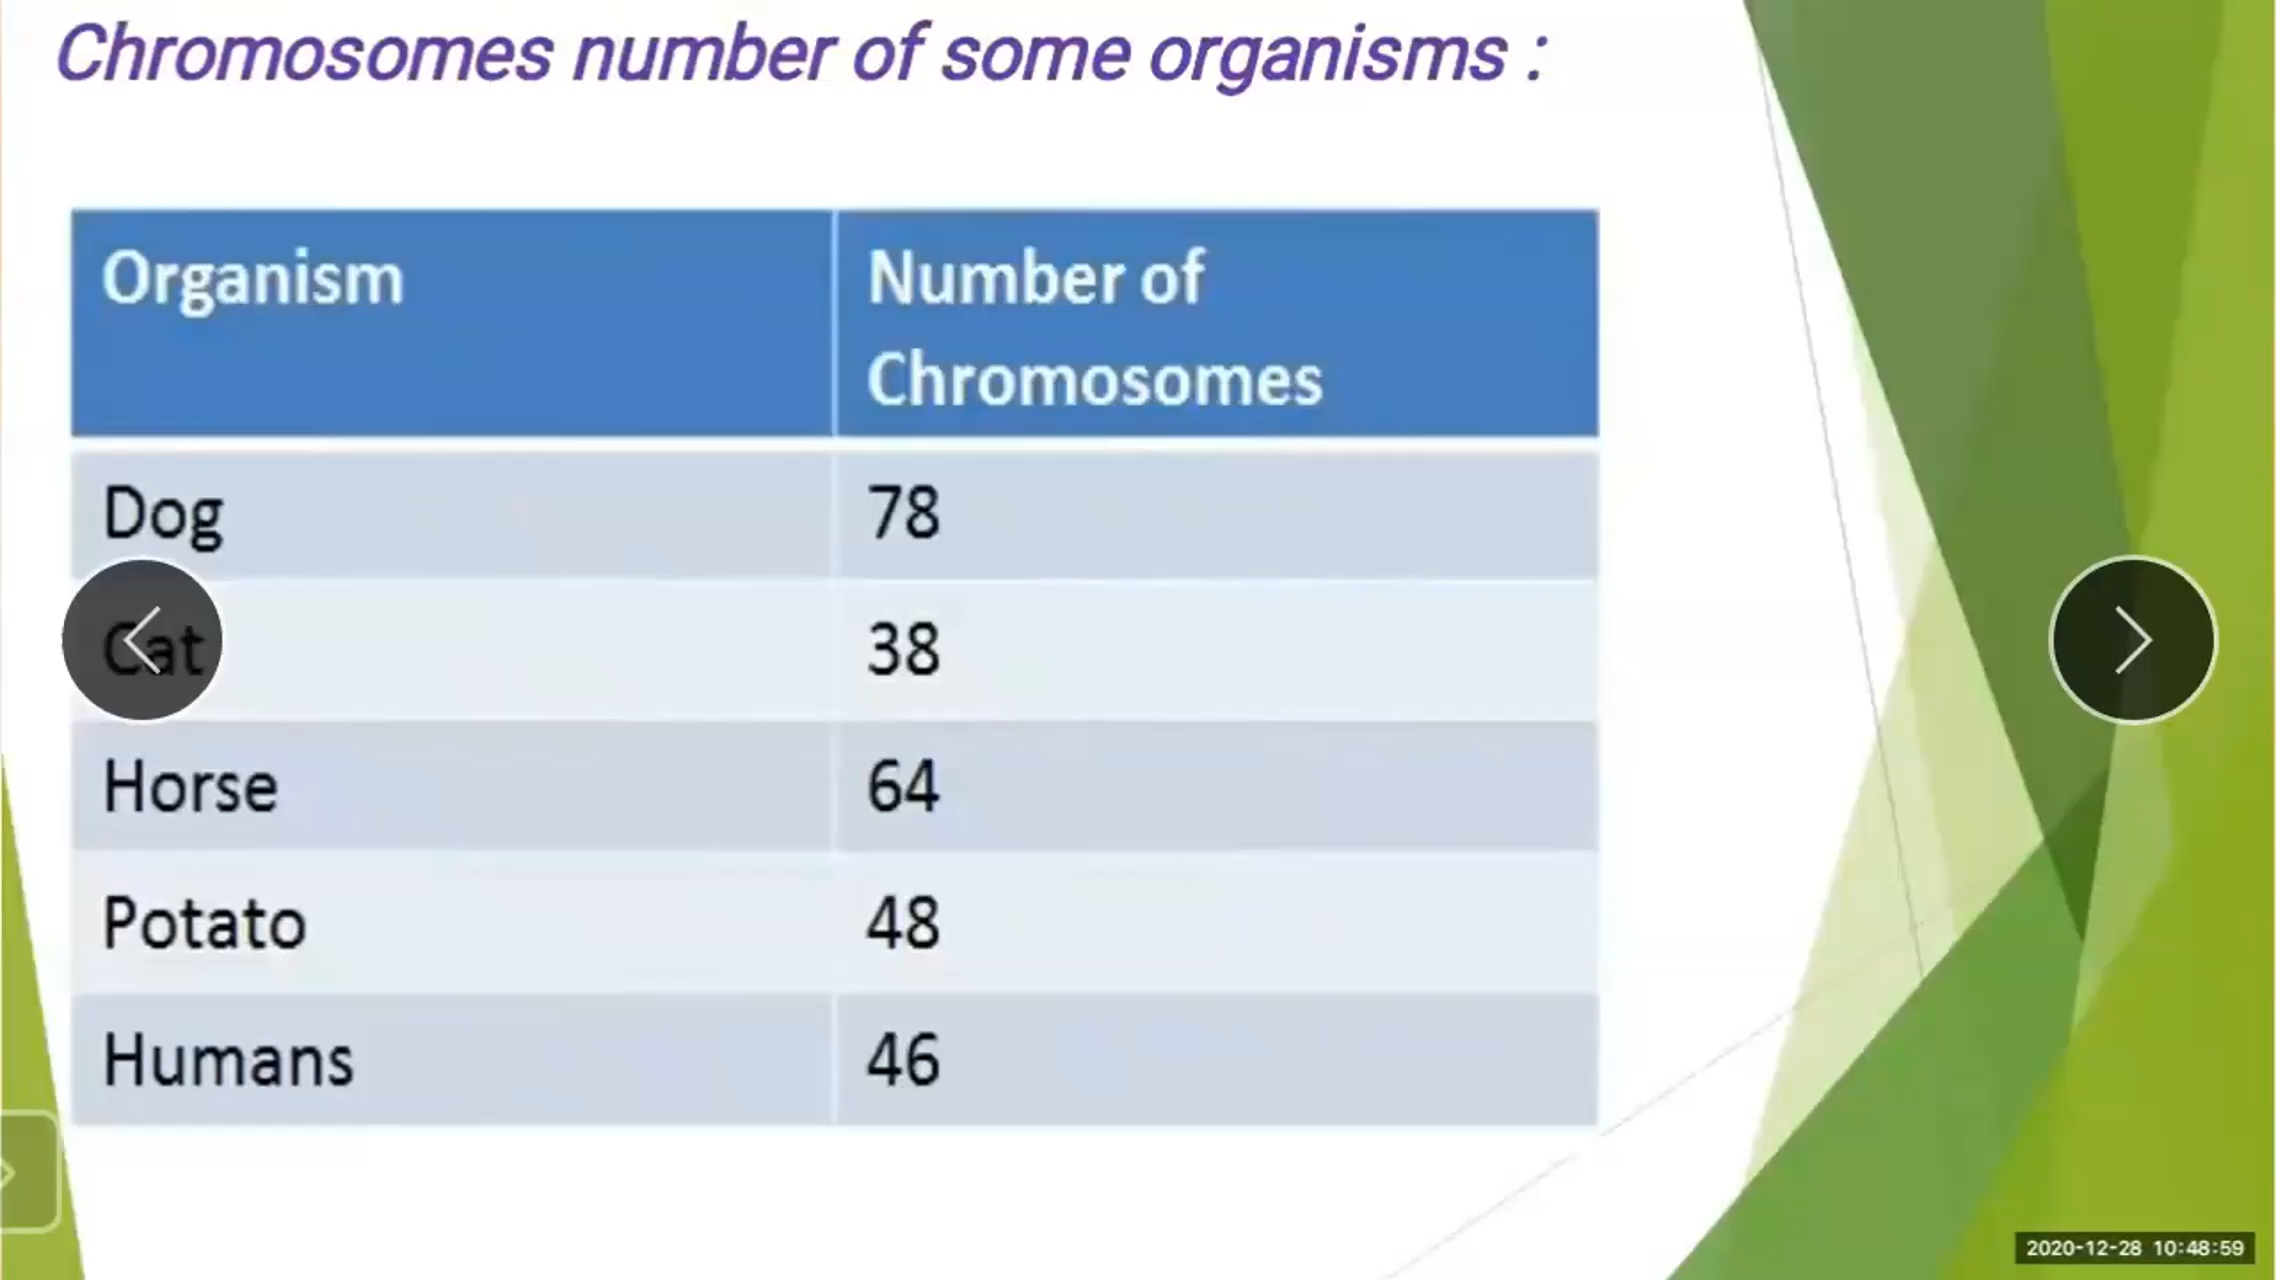 Chromosomes number of some organisms :
Organism Number of
Chromosomes
Dog 78
Cat 38
Horse 64
Potato 48
Humans 46
2020-12-28 10:48:59